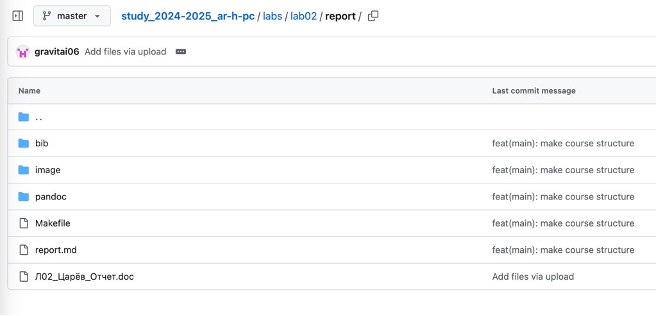 master study_2024-2025_ar-h-pc / labs / lab02 / report /
gravitai06 Add files via upload
Name Last commit message
..
bib feat(main): make course structure
image feat(main): make course structure
pandoc feat(main): make course structure
Makefile feat(main): make course structure
report.md feat(main): make course structure
Л02_Царёв_Отчет.doc Add files via upload